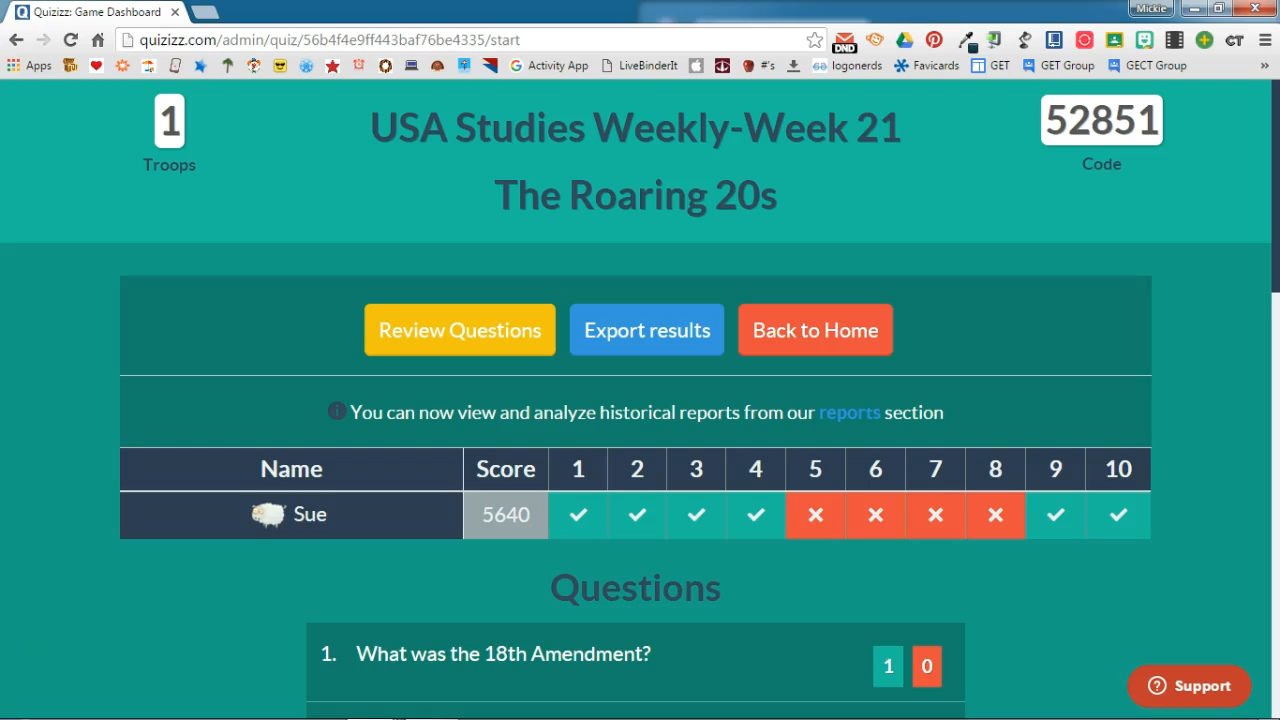 Quizizz: Game Dashboard
Mickie
quizizz.com/admin/quiz/56b4f4e9ff443baf76be4335/start
DND
CT
Apps
Activity App
LiveBinderIt
#'s
logonerds
Favicards
GET
GET Group
GECT Group
»
1
Troops
USA Studies Weekly-Week 21
The Roaring 20s
52851
Code
Review Questions
Export results
Back to Home
You can now view and analyze historical reports from our reports section
Name Score 1 2 3 4 5 6 7 8 9 10
Sue 5640
Questions
1. What was the 18th Amendment? 1 0
Support